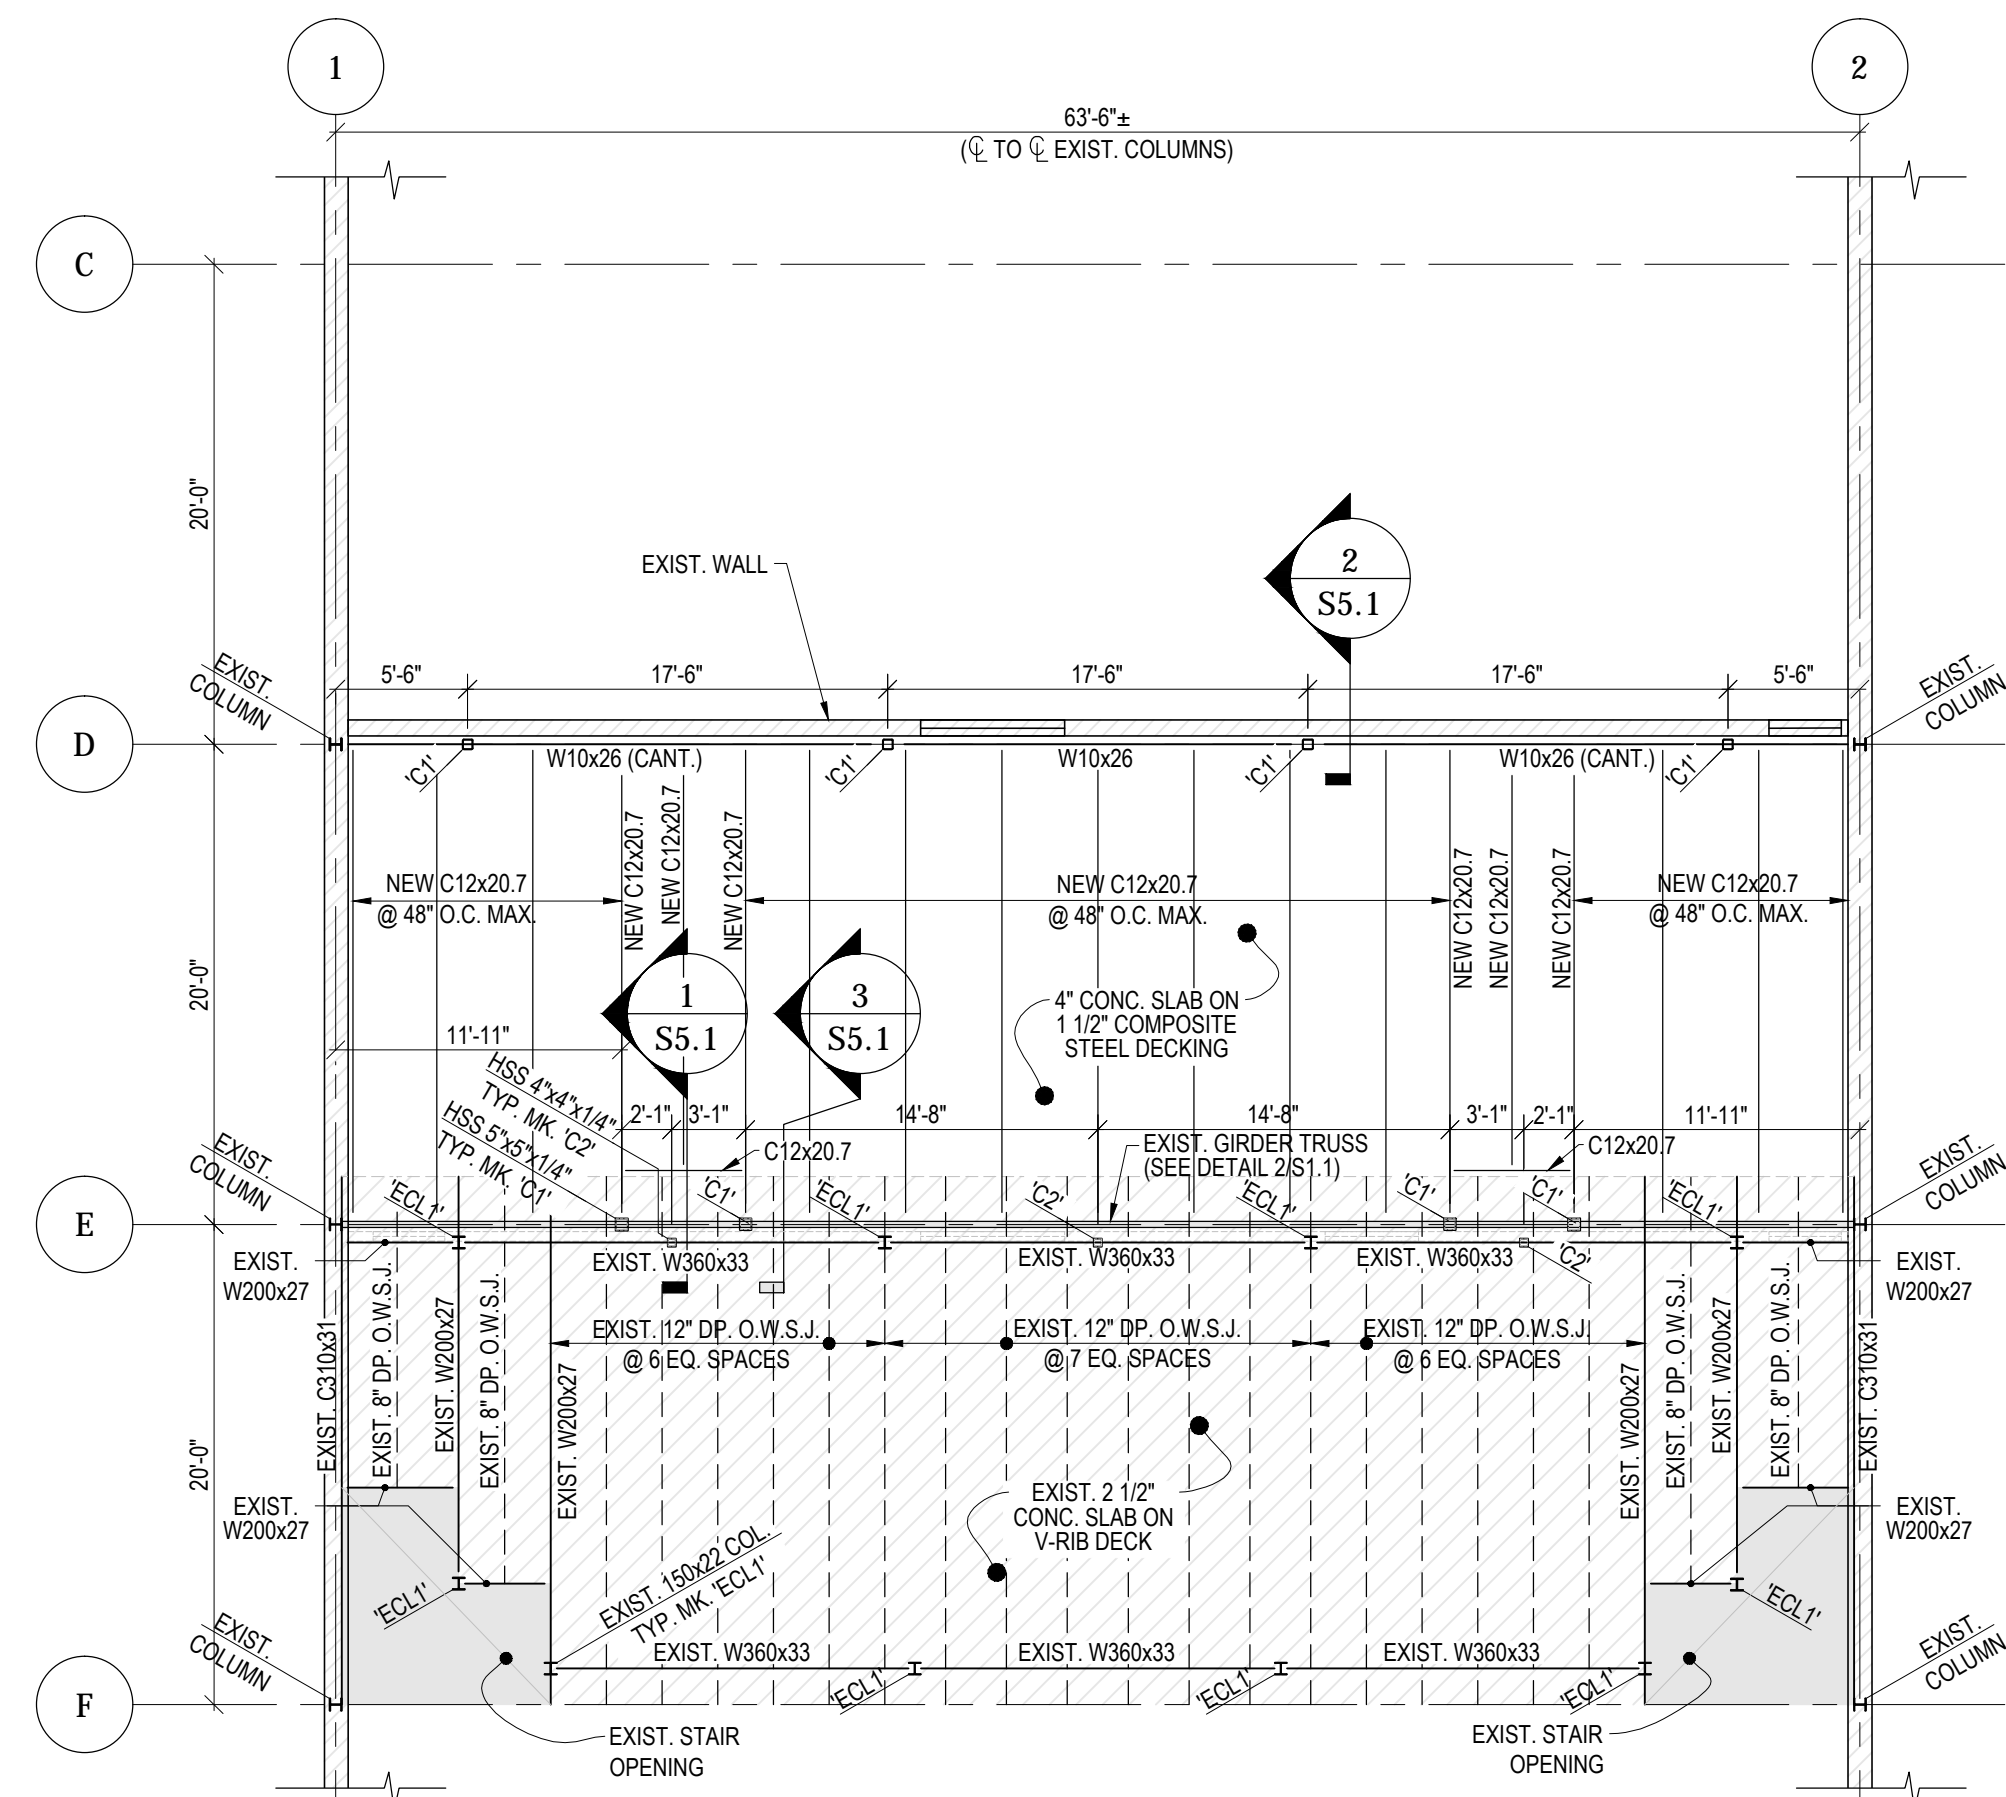 1
2
63'-6"±
(℄ TO ℄ EXIST. COLUMNS)
C
20'-0"
EXIST. WALL
2
S5.1
EXIST.
COLUMN
5'-6"
17'-6"
17'-6"
17'-6"
5'-6"
EXIST.
COLUMN
D
'C1'
W10x26 (CANT.)
'C1'
W10x26
'C1'
W10x26 (CANT.)
'C1'
NEW C12x20.7
NEW C12x20.7
NEW C12x20.7
NEW C12x20.7
NEW C12x20.7
NEW C12x20.7
NEW C12x20.7
@ 48" O.C. MAX.
NEW C12x20.7
@ 48" O.C. MAX.
NEW C12x20.7
@ 48" O.C. MAX.
20'-0"
1
S5.1
3
S5.1
4" CONC. SLAB ON
1 1/2" COMPOSITE
STEEL DECKING
11'-11"
HSS 4"x4"x1/4"
TYP. MK. 'C2'
HSS 5"x5"x1/4"
TYP. MK. 'C1'
2'-1"
3'-1"
14'-8"
14'-8"
3'-1"
2'-1"
11'-11"
C12x20.7
EXIST. GIRDER TRUSS
(SEE DETAIL 2/S1.1)
C12x20.7
EXIST.
COLUMN
EXIST.
COLUMN
E
'ECL1'
'C1'
'ECL1'
'C2'
'ECL1'
'C1'
'C1'
'ECL1'
EXIST.
W200x27
EXIST. W360x33
EXIST. W360x33
EXIST. W360x33
'C2'
EXIST.
W200x27
EXIST. C310x31
EXIST. 8" DP. O.W.S.J.
EXIST. W200x27
EXIST. 8" DP. O.W.S.J.
EXIST. W200x27
EXIST. 12" DP. O.W.S.J.
@ 6 EQ. SPACES
EXIST. 12" DP. O.W.S.J.
@ 7 EQ. SPACES
EXIST. 12" DP. O.W.S.J.
@ 6 EQ. SPACES
EXIST. W200x27
EXIST. 8" DP. O.W.S.J.
EXIST. W200x27
EXIST. 8" DP. O.W.S.J.
EXIST. C310x31
20'-0"
EXIST.
W200x27
EXIST. 2 1/2"
CONC. SLAB ON
V-RIB DECK
EXIST.
W200x27
'ECL1'
EXIST. 150x22 COL.
TYP. MK. 'ECL1'
'ECL1'
EXIST.
COLUMN
EXIST. W360x33
EXIST. W360x33
EXIST. W360x33
EXIST.
COLUMN
F
'ECL1'
'ECL1'
'ECL1'
EXIST. STAIR
OPENING
EXIST. STAIR
OPENING